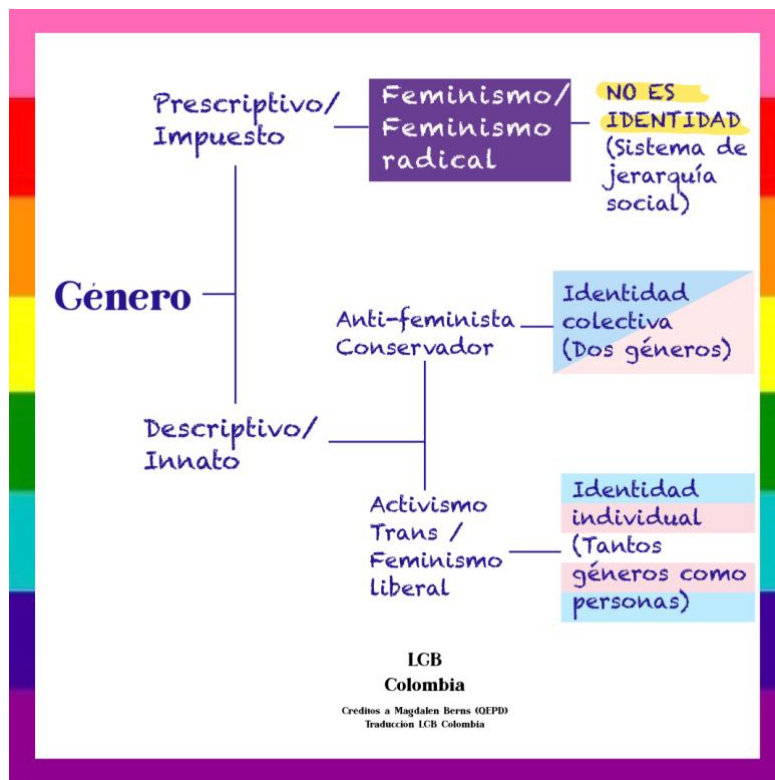 Prescriptivo/
Impuesto
Feminismo/
Feminismo
radical
NO ES
IDENTIDAD
(Sistema de
jerarquía
social)
Género
Anti-feminista
Conservador
Identidad
colectiva
(Dos géneros)
Descriptivo/
Innato
Activismo
Trans /
Feminismo
liberal
Identidad
individual
(Tantos
géneros como
personas)
LGB
Colombia
Creditos a Magdalen Berns (QEPD)
Traduccion LGB Colombia